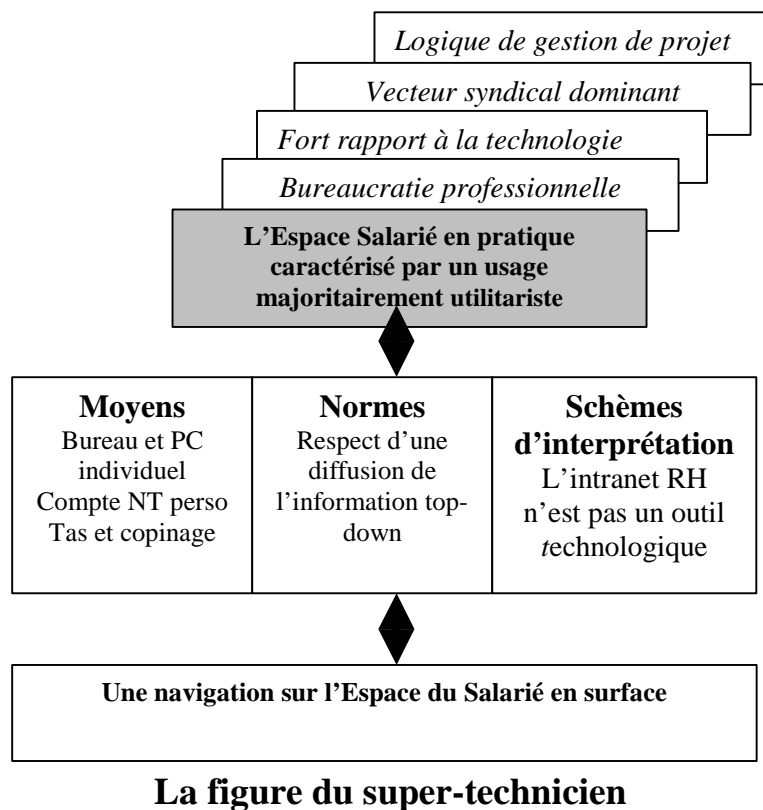 Logique de gestion de projet
Vecteur syndical dominant
Fort rapport à la technologie
Bureaucratie professionnelle
L’Espace Salarié en pratique
caractérisé par un usage
majoritairement utilitariste
Moyens
Bureau et PC
individuel
Compte NT perso
Tas et copinage
Normes
Respect d’une
diffusion de
l’information top-
down
Schèmes
d’interprétation
L’intranet RH
n’est pas un outil
technologique
Une navigation sur l’Espace du Salarié en surface
La figure du super-technicien